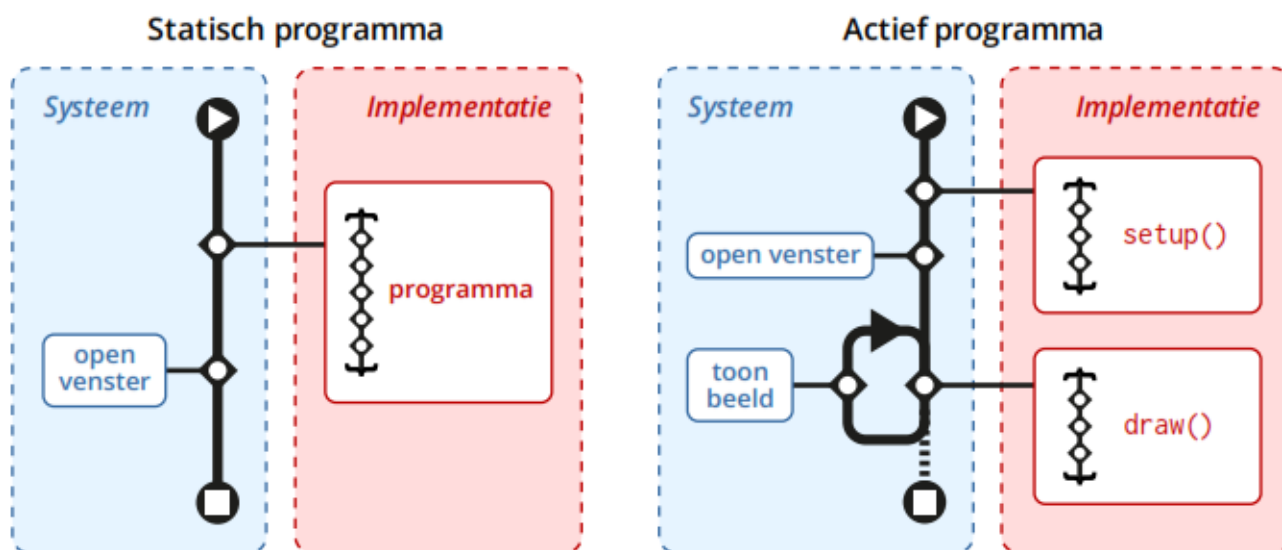 Statisch programma
Systeem
Implementatie
programma
open
venster
Actief programma
Systeem
Implementatie
setup()
open venster
toon
beeld
draw()